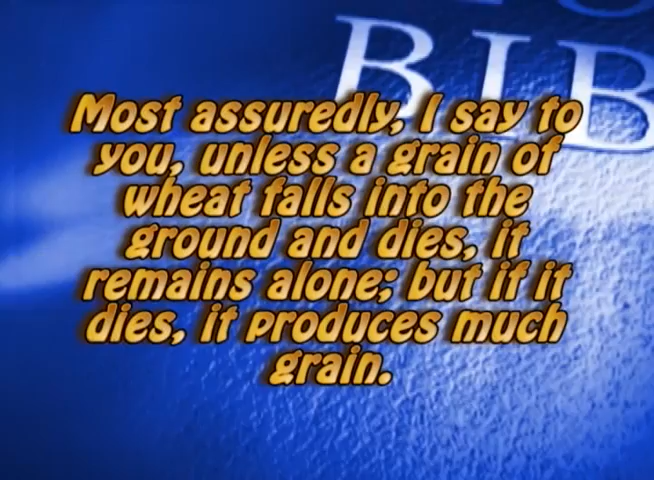 BIB
Most assuredly, I say to
you, unless a grain of
wheat falls into the
ground and dies, it
remains alone; but if it
dies, it produces much
grain.